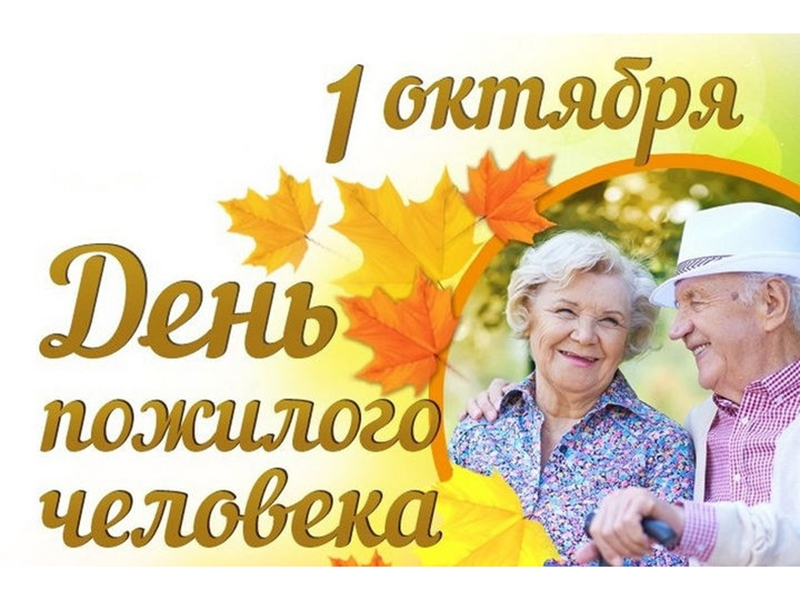 1 октября
День
пожилого
человека